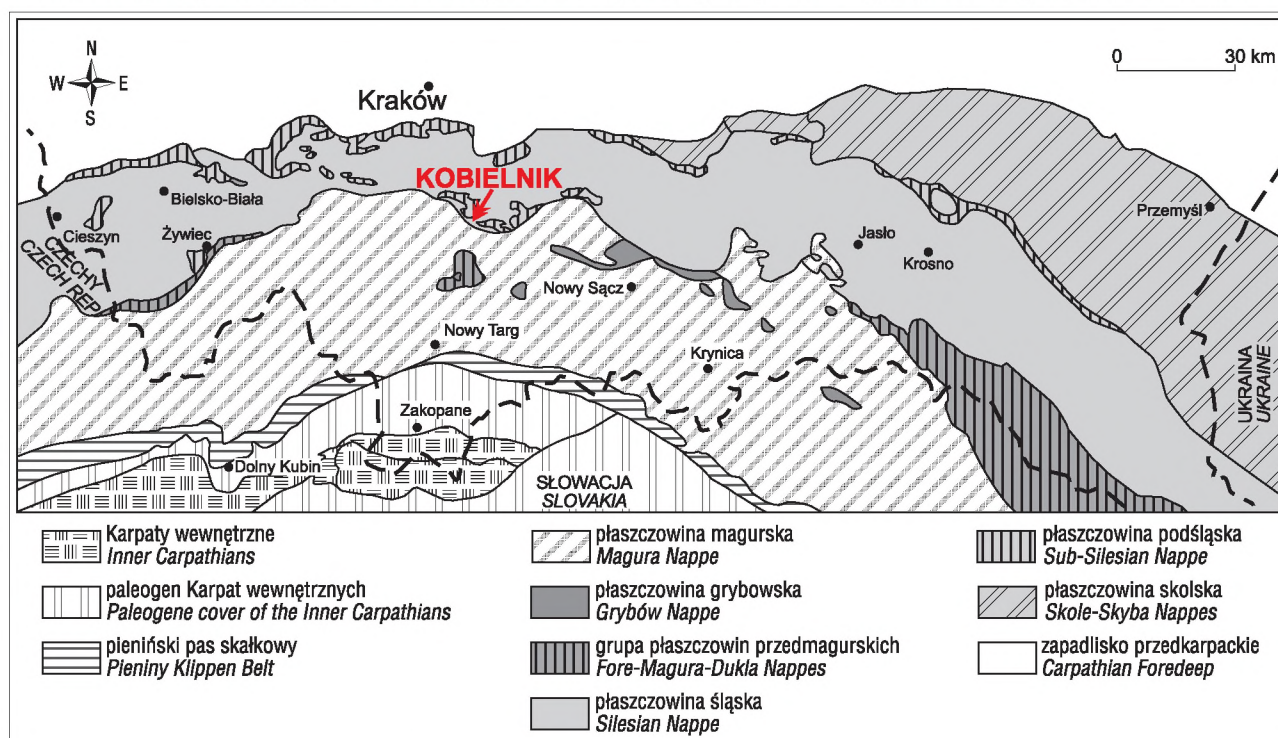 N
W E
S
0 30 km
Kraków
KOBIELNIK
Bielsko-Biała
Cieszyn
Żywiec
CZECHY
CZECH REP.
Przemyśl
Jasło
Krosno
Nowy Sącz
Nowy Targ
Krynica
Zakopane
Dolny Kubin
SŁOWACJA
SLOVAKIA
UKRAINA
UKRAINE
Karpaty wewnętrzne
Inner Carpathians
paleogen Karpat wewnętrznych
Paleogene cover of the Inner Carpathians
pieniński pas skałkowy
Pieniny Klippen Belt
płaszczowina magurska
Magura Nappe
płaszczowina grybowska
Grybów Nappe
grupa płaszczowin przedmagurskich
Fore-Magura-Dukla Nappes
płaszczowina śląska
Silesian Nappe
płaszczowina podśląska
Sub-Silesian Nappe
płaszczowina skolska
Skole-Skyba Nappes
zapadlisko przedkarpackie
Carpathian Foredeep